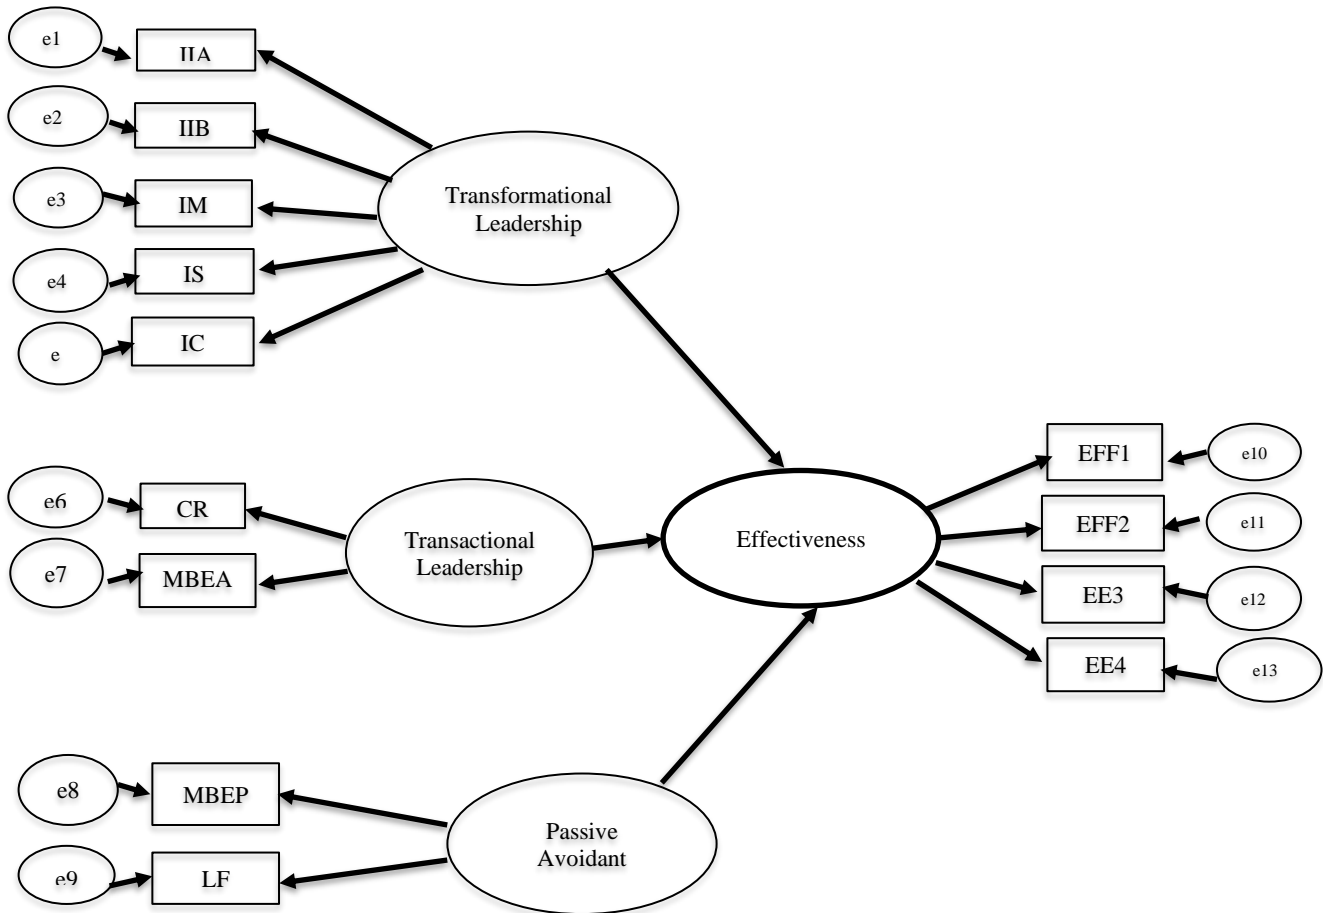 e1
IIA
e2
IIB
e3
IM
e4
IS
e
IC
Transformational
Leadership
e6
CR
e7
MBEA
Transactional
Leadership
Effectiveness
EFF1
e10
EFF2
e11
EE3
e12
EE4
e13
e8
MBEP
e9
LF
Passive
Avoidant